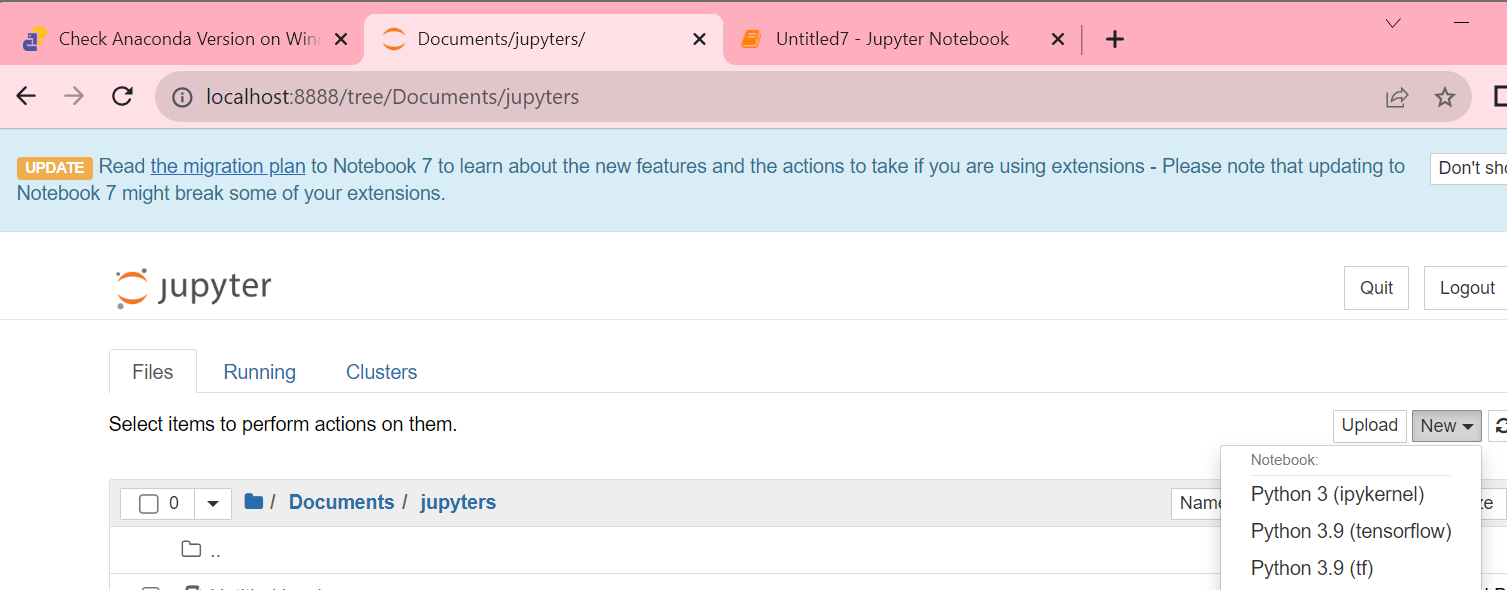 Check Anaconda Version on Wind
Documents/jupyters/
Untitled7 - Jupyter Notebook
localhost:8888/tree/Documents/jupyters
UPDATE Read the migration plan to Notebook 7 to learn about the new features and the actions to take if you are using extensions - Please note that updating to
Notebook 7 might break some of your extensions.
Don't sho
jupyter
Quit
Logout
Files
Running
Clusters
Select items to perform actions on them.
Upload
New
Notebook:
Python 3 (ipykernel)
Python 3.9 (tensorflow)
Python 3.9 (tf)
0
/ Documents / jupyters
Name
ze
..